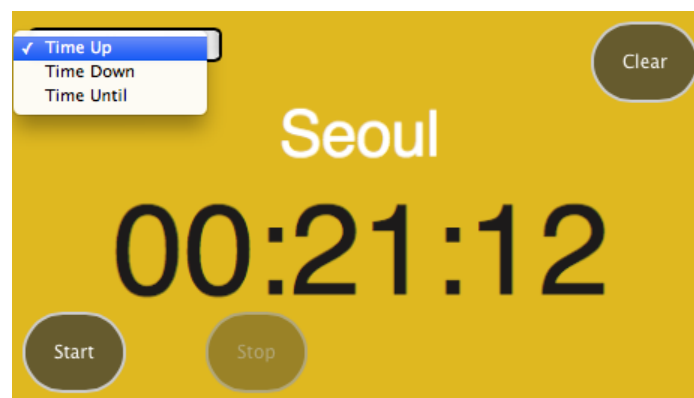 ✓ Time Up
Time Down
Time Until
Clear
Seoul
00:21:12
Start
Stop